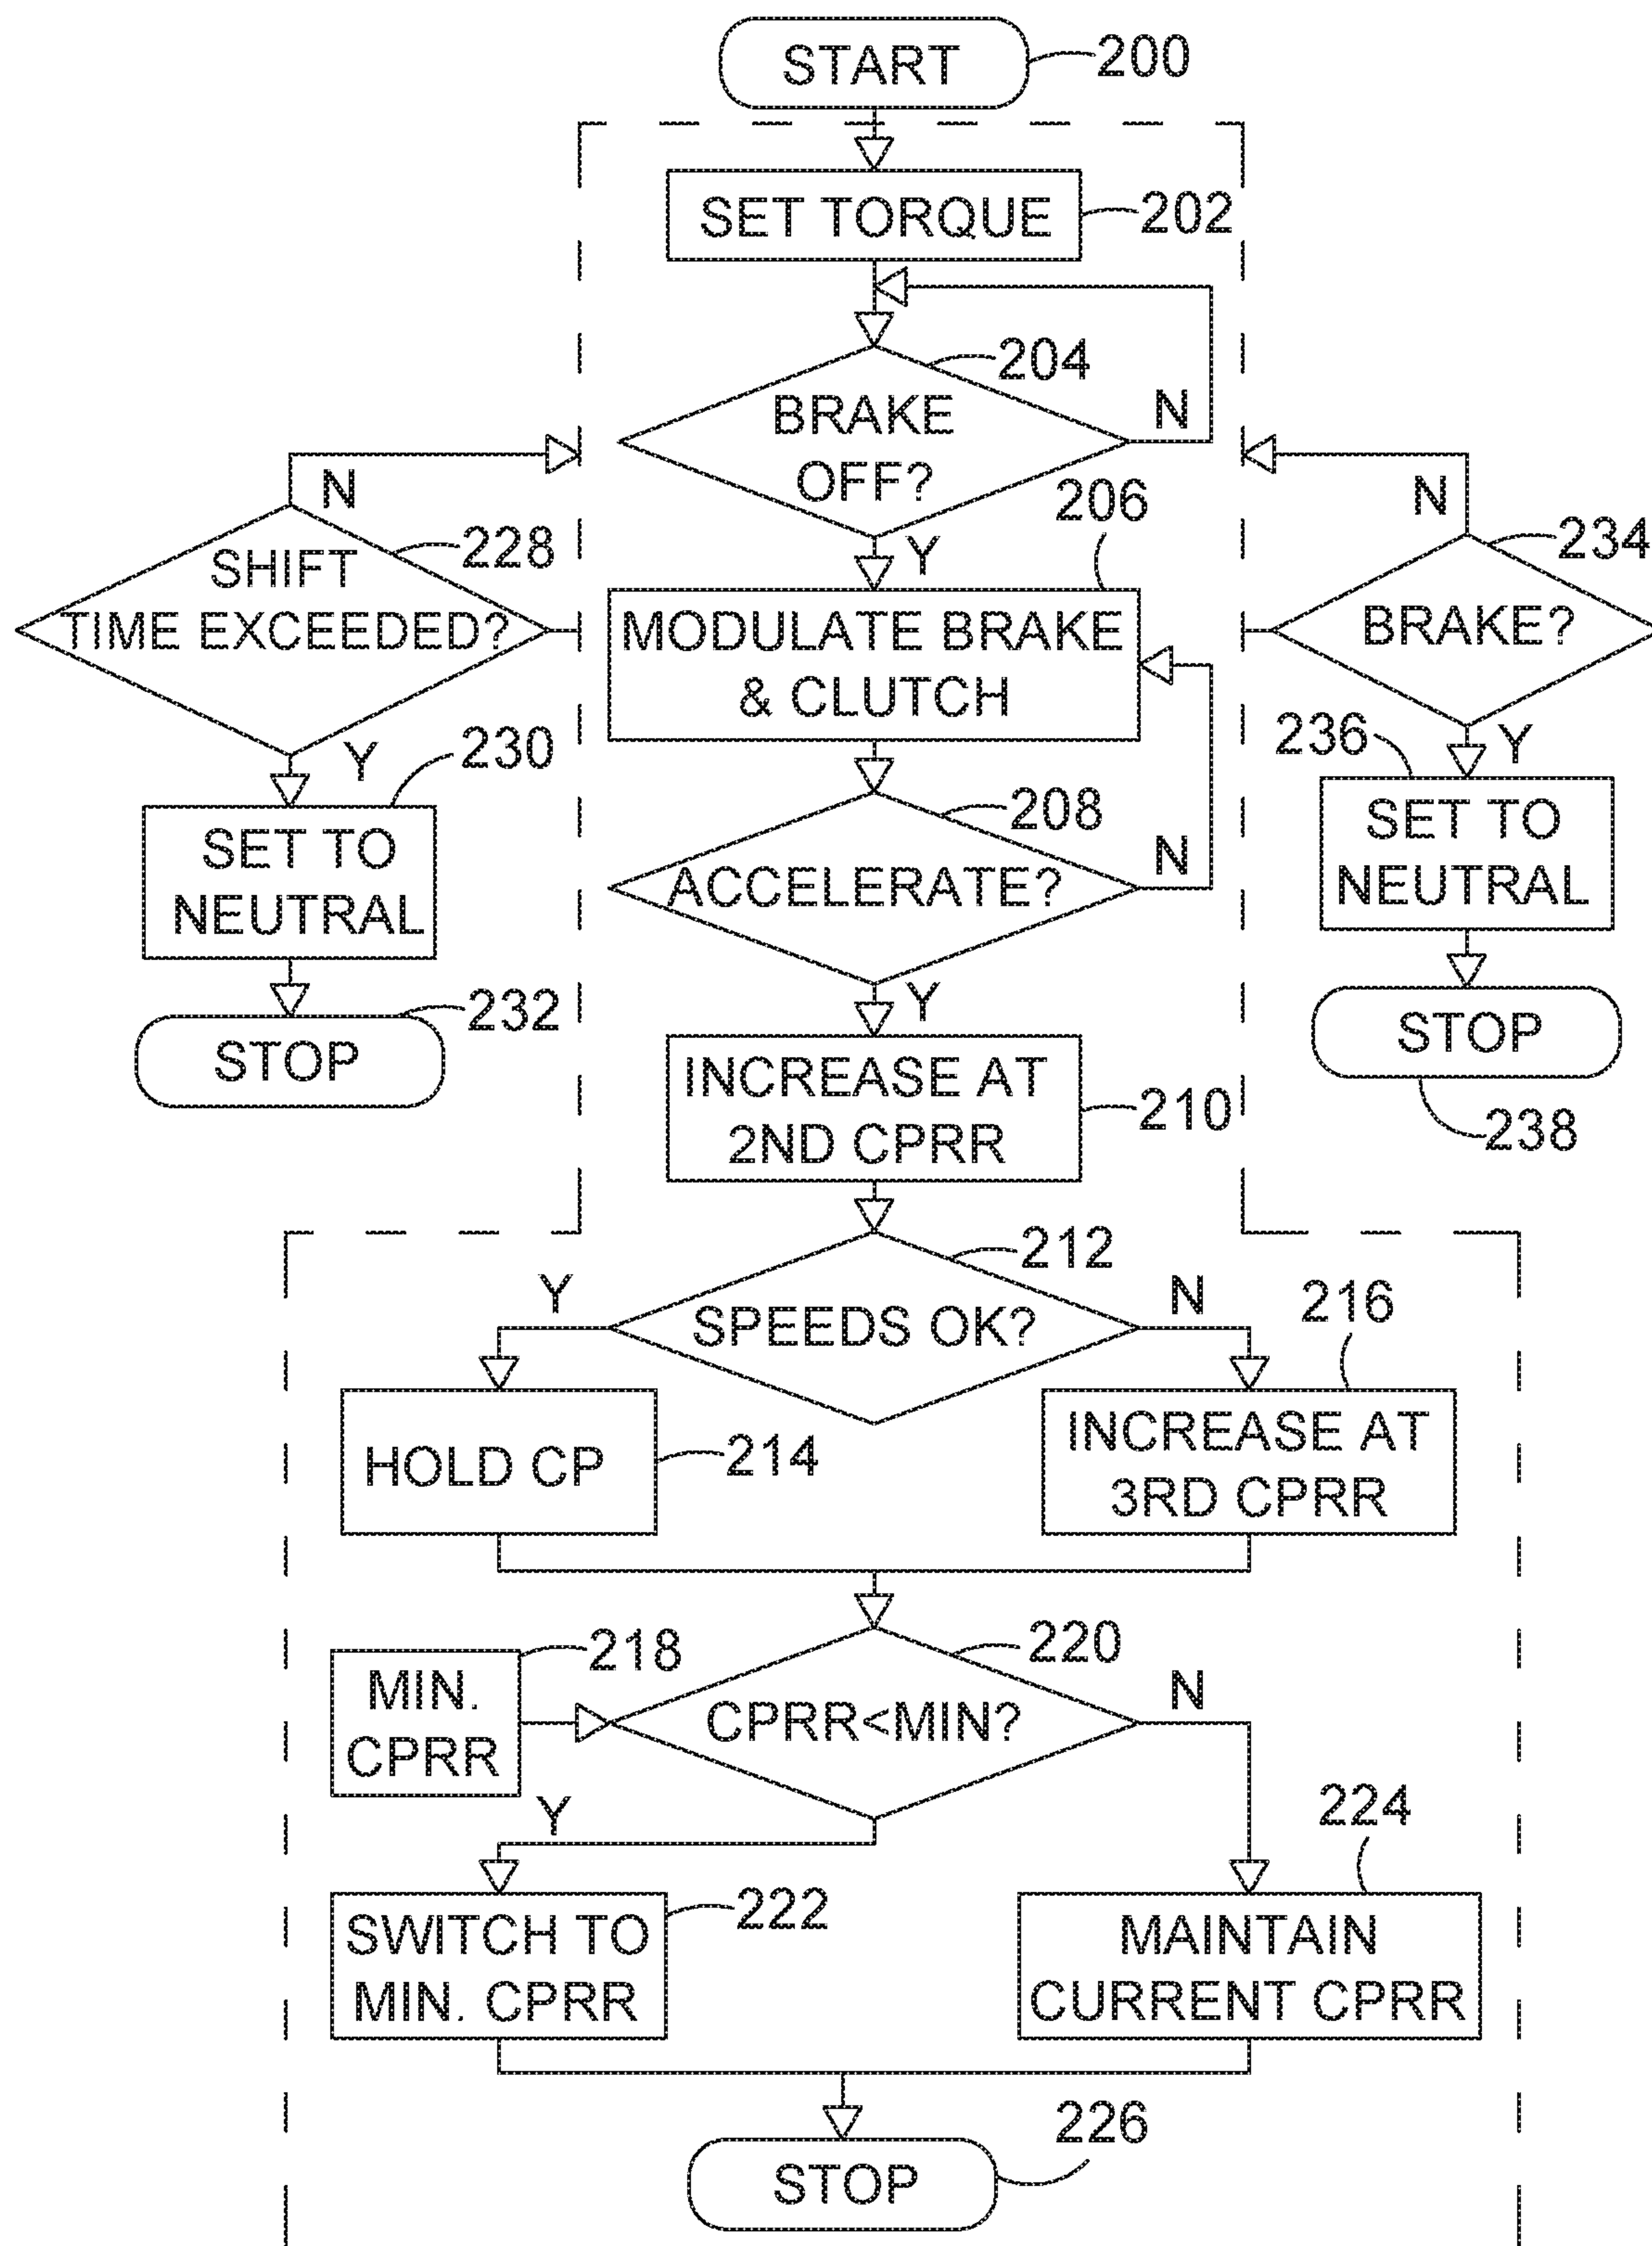 START
200
SET TORQUE
202
204
BRAKE
OFF?
N
Y
206
MODULATE BRAKE
& CLUTCH
208
ACCELERATE?
N
Y
INCREASE AT
2ND CPRR
210
N
228
SHIFT
TIME EXCEEDED?
Y
230
SET TO
NEUTRAL
232
STOP
N
234
BRAKE?
Y
236
SET TO
NEUTRAL
STOP
238
212
SPEEDS OK?
Y
N
HOLD CP
214
216
INCREASE AT
3RD CPRR
218
MIN.
CPRR
220
CPRR<MIN?
N
Y
222
SWITCH TO
MIN. CPRR
224
MAINTAIN
CURRENT CPRR
226
STOP